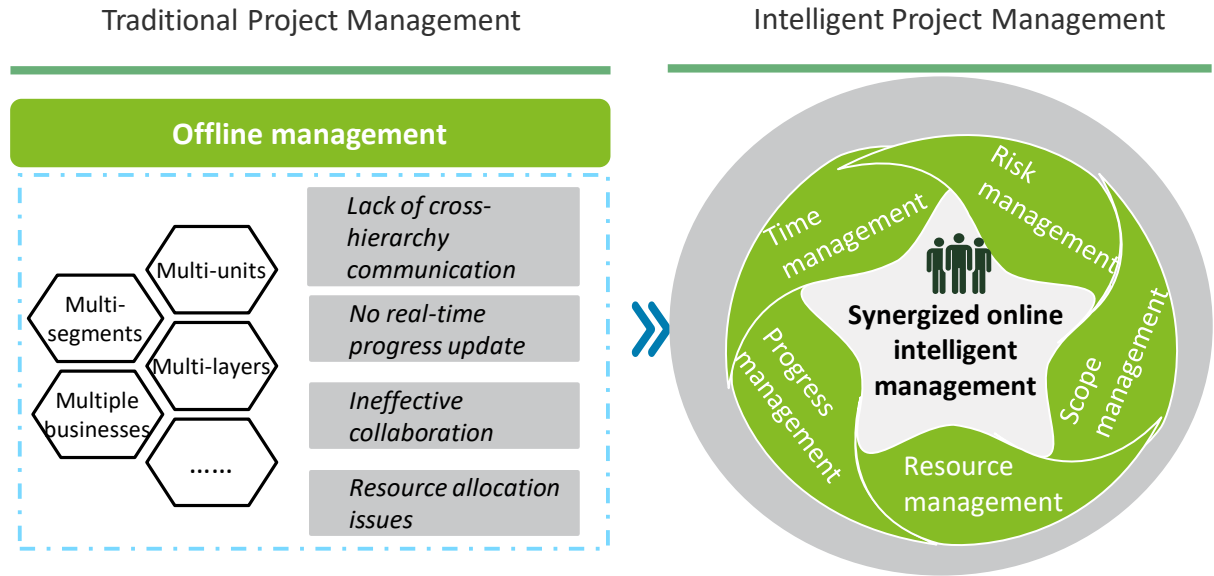 Traditional Project Management
Offline management
Multi-units
Multi-
segments
Multi-layers
Multiple
businesses
......
Lack of cross-
hierarchy
communication
No real-time
progress update
Ineffective
collaboration
Resource allocation
issues
Intelligent Project Management
Time
management
Risk
management
Scope
management
Resource
management
Progress
management
Synergized online
intelligent
management